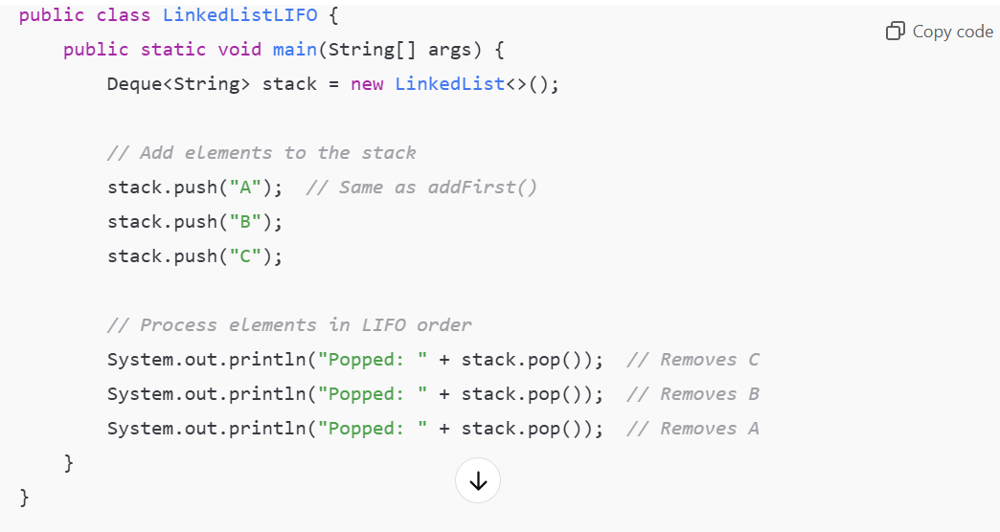 public class LinkedListLIFO {
Copy code
    public static void main(String[] args) {
        Deque<String> stack = new LinkedList<>();
        // Add elements to the stack
        stack.push("A");  // Same as addFirst()
        stack.push("B");
        stack.push("C");
        // Process elements in LIFO order
        System.out.println("Popped: " + stack.pop());  // Removes C
        System.out.println("Popped: " + stack.pop());  // Removes B
        System.out.println("Popped: " + stack.pop());  // Removes A
    }
}